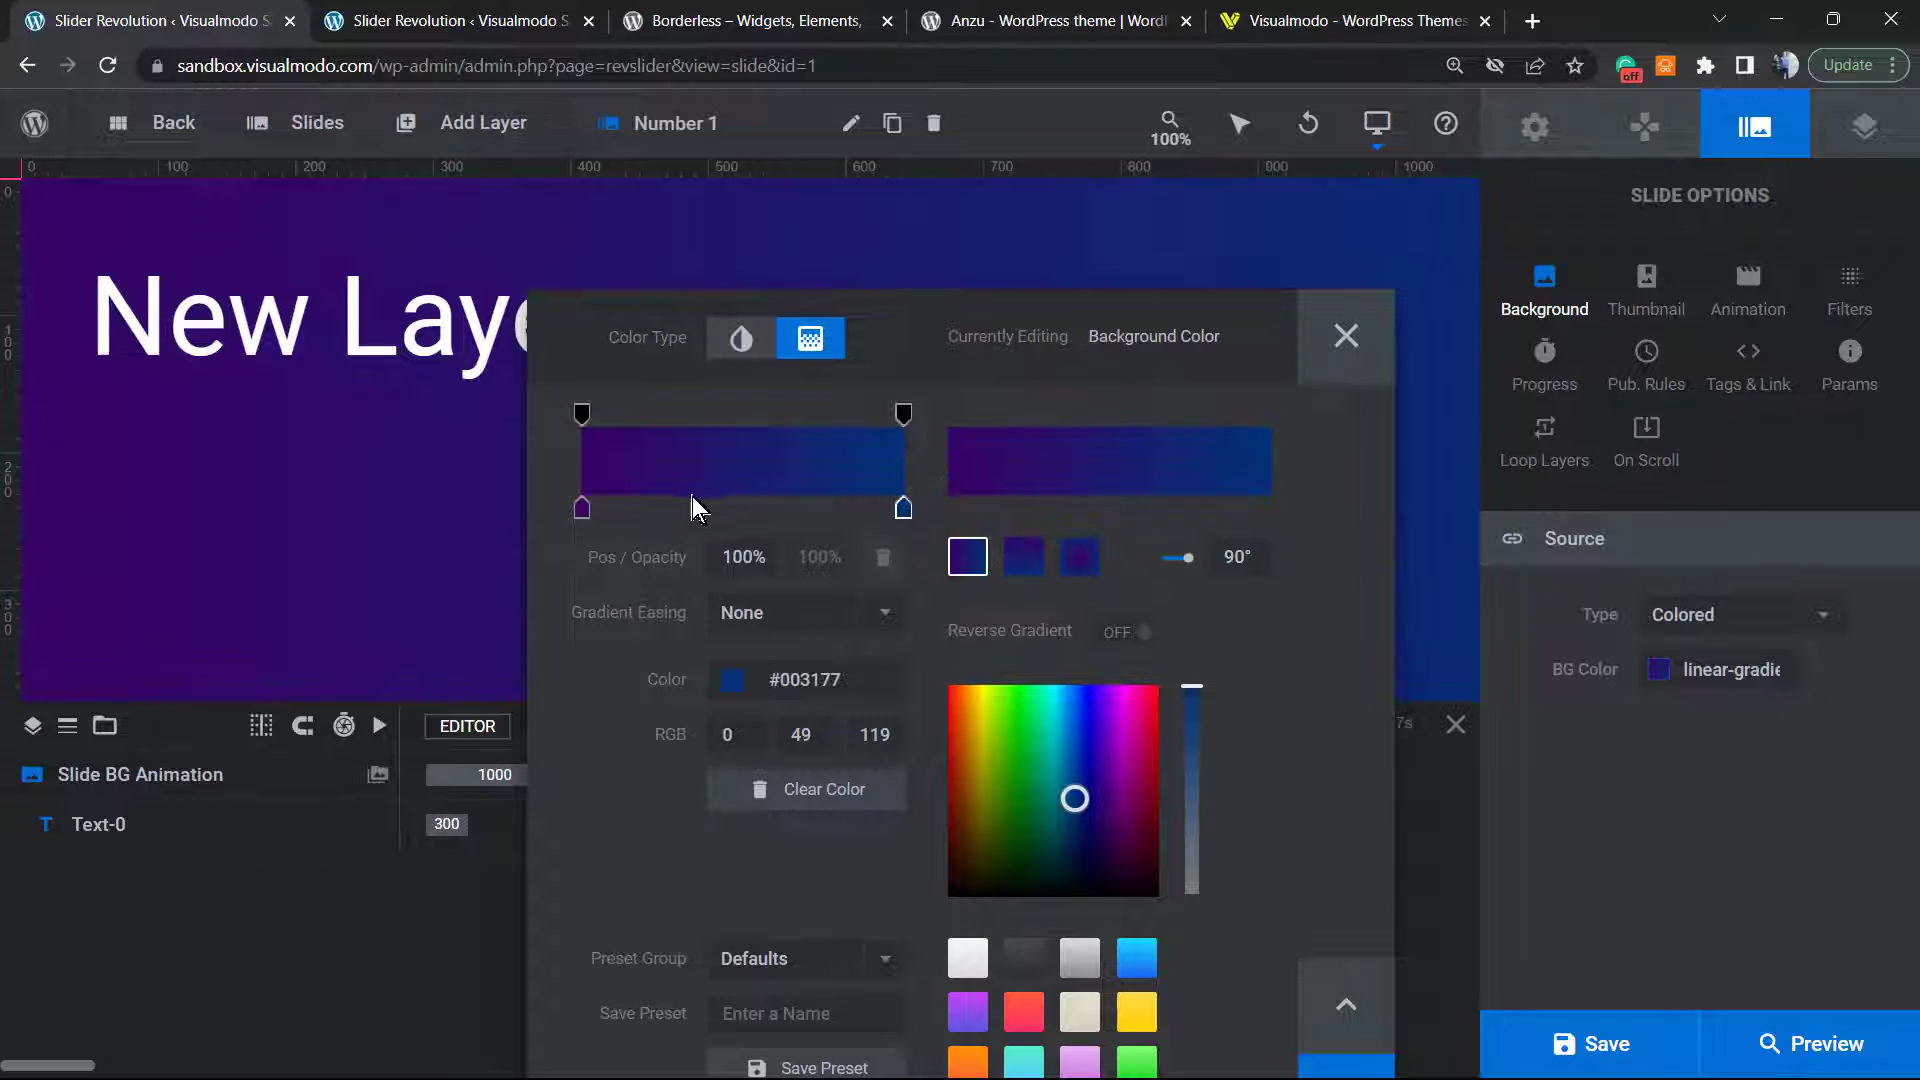 Slider Revolution ‹ Visualmodo S
Slider Revolution ‹ Visualmodo S
Borderless – Widgets, Elements,
Anzu - WordPress theme | Word
Visualmodo - WordPress Themes
sandbox.visualmodo.com/wp-admin/admin.php?page=revslider&view=slide&id=1
off
Update
Back
Slides
Add Layer
Number 1
100%
0 100 200 300 400 500 600 700 800 900 1000
0
100
200
300
New Laye
SLIDE OPTIONS
Background
Thumbnail
Animation
Filters
Progress
Pub. Rules
Tags & Link
Params
Loop Layers
On Scroll
Source
Type
Colored
BG Color
linear-gradie
Color Type
Currently Editing
Background Color
Pos / Opacity
100%
100%
90°
Gradient Easing
None
Reverse Gradient
OFF
Color
#003177
RGB
0
49
119
Clear Color
Preset Group
Defaults
Save Preset
Enter a Name
Save Preset
EDITOR
7s
Slide BG Animation
1000
T
Text-0
300
Save
Preview